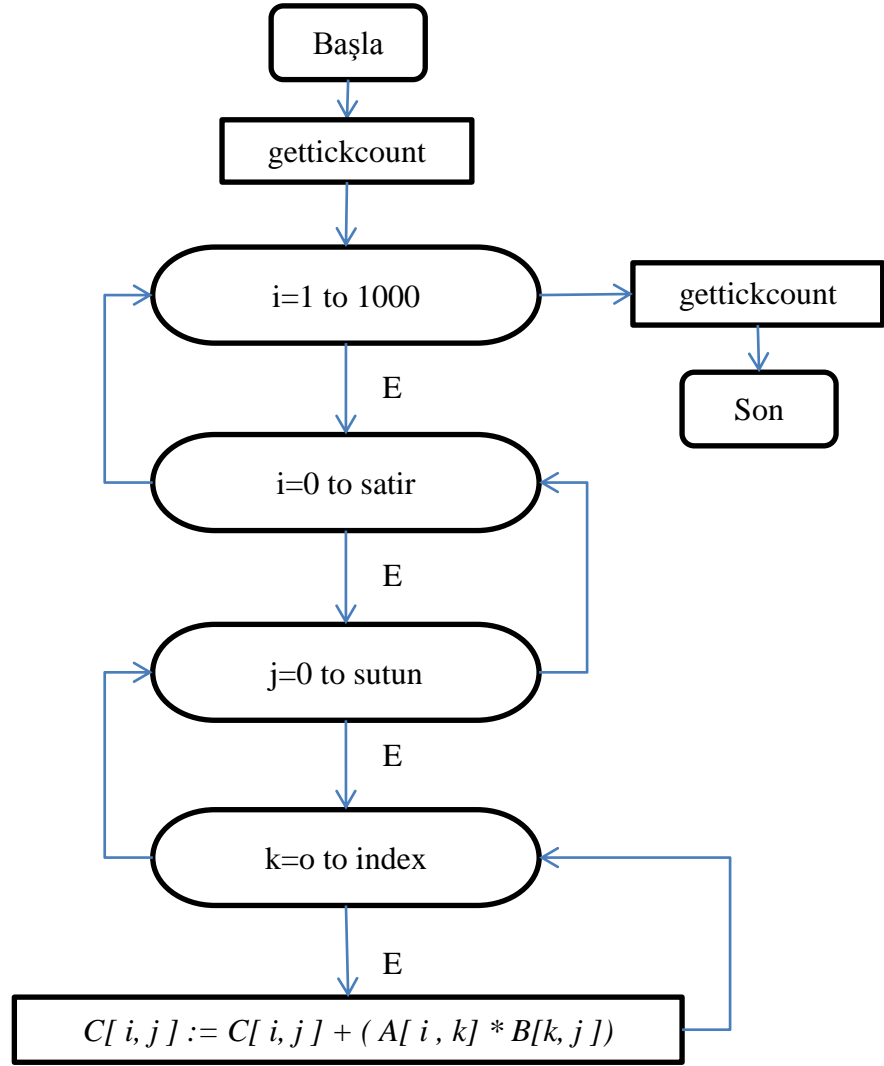 Başla
gettickcount
i=1 to 1000
gettickcount
E
Son
i=0 to satir
E
j=0 to sutun
E
k=o to index
E
C[ i, j ] := C[ i, j ] + ( A[ i , k] * B[k, j ])